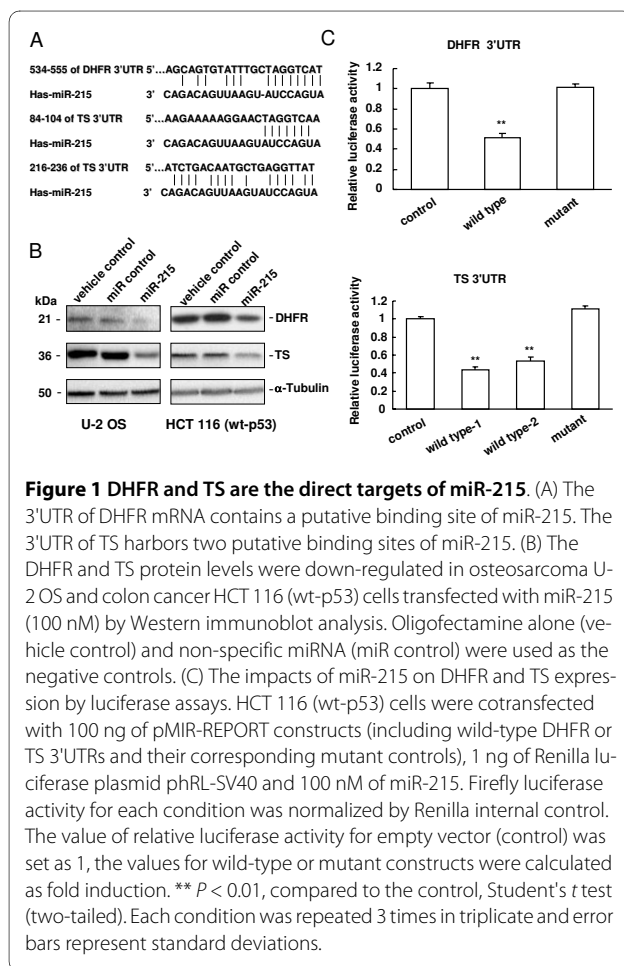 A
534-555 of DHFR 3'UTR 5'...AGCAGTGTATTTGCTAGGTCAT
Has-miR-215 3' CAGACAGUUAAGU-AUCCAGUA
84-104 of TS 3'UTR 5'...AAGAAAAAGGAACTAGGTCAA
Has-miR-215 3' CAGACAGUUAAGUAUCCAGUA
216-236 of TS 3'UTR 5'...ATCTGACAATGCTGAGGTTAT
Has-miR-215 3' CAGACAGUUAAGUAUCCAGUA
B
vehicle control
miR control
miR-215
vehicle control
miR control
miR-215
kDa
21 -
- DHFR
36 -
- TS
50 -
- α-Tubulin
U-2 OS
HCT 116 (wt-p53)
C
DHFR 3'UTR
Relative luciferase activity
1.2
1
0.8
0.6
0.4
0.2
0
**
control
wild type
mutant
TS 3'UTR
Relative luciferase activity
1.2
1
0.8
0.6
0.4
0.2
0
**
**
control
wild type-1
wild type-2
mutant
Figure 1 DHFR and TS are the direct targets of miR-215. (A) The
3'UTR of DHFR mRNA contains a putative binding site of miR-215. The
3'UTR of TS harbors two putative binding sites of miR-215. (B) The
DHFR and TS protein levels were down-regulated in osteosarcoma U-
2 OS and colon cancer HCT 116 (wt-p53) cells transfected with miR-215
(100 nM) by Western immunoblot analysis. Oligofectamine alone (ve-
hicle control) and non-specific miRNA (miR control) were used as the
negative controls. (C) The impacts of miR-215 on DHFR and TS expres-
sion by luciferase assays. HCT 116 (wt-p53) cells were cotransfected
with 100 ng of pMIR-REPORT constructs (including wild-type DHFR or
TS 3'UTRs and their corresponding mutant controls), 1 ng of Renilla lu-
ciferase plasmid phRL-SV40 and 100 nM of miR-215. Firefly luciferase
activity for each condition was normalized by Renilla internal control.
The value of relative luciferase activity for empty vector (control) was
set as 1, the values for wild-type or mutant constructs were calculated
as fold induction. ** P < 0.01, compared to the control, Student's t test
(two-tailed). Each condition was repeated 3 times in triplicate and error
bars represent standard deviations.